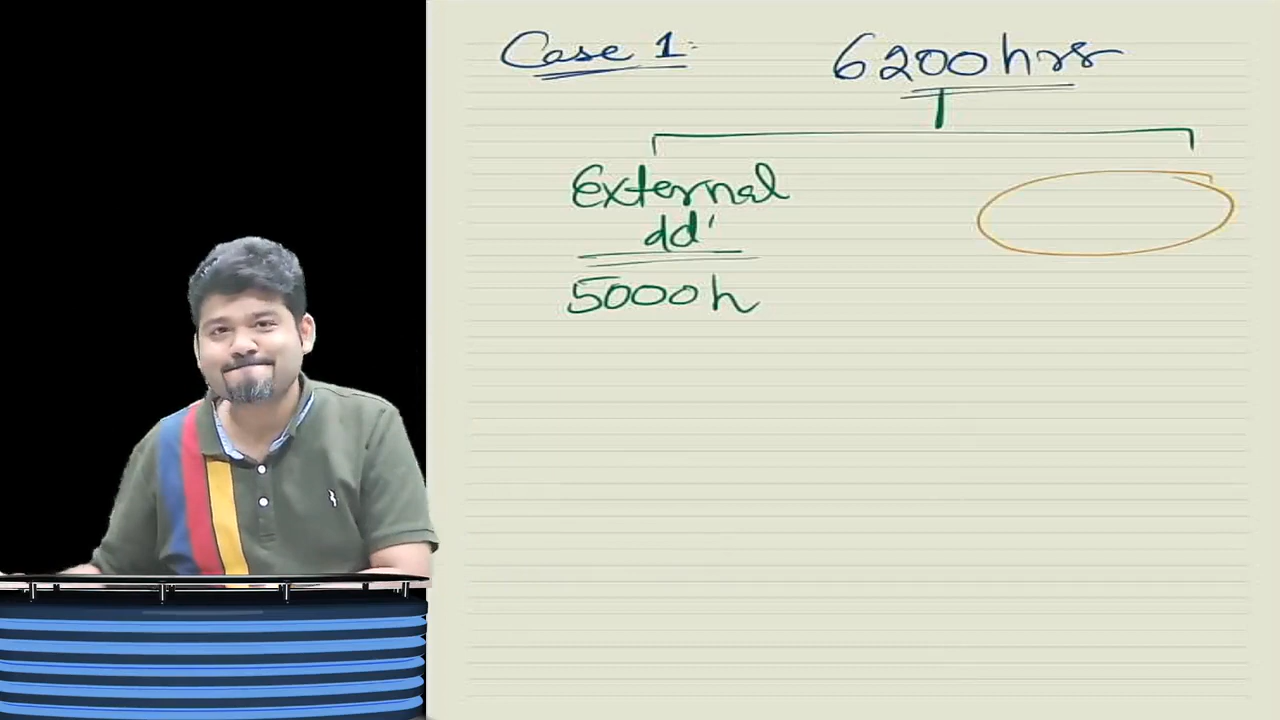 Case 1:
6200 hrs
External
dd'
5000 h